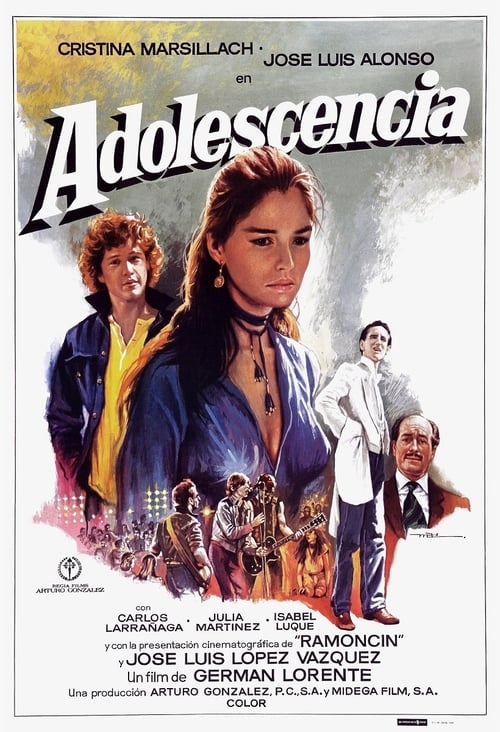 CRISTINA MARSILLACH · JOSE LUIS ALONSO
en
Adolescencia
REGIA FILMS
ARTURO GONZALEZ
con
CARLOS LARRAÑAGA · JULIA MARTINEZ · ISABEL LUQUE
y con la presentación cinematográfica de "RAMONCIN"
y JOSE LUIS LOPEZ VAZQUEZ
Un film de GERMAN LORENTE
Una producción ARTURO GONZALEZ, P.C.,S.A. y MIDEGA FILM, S.A.
COLOR